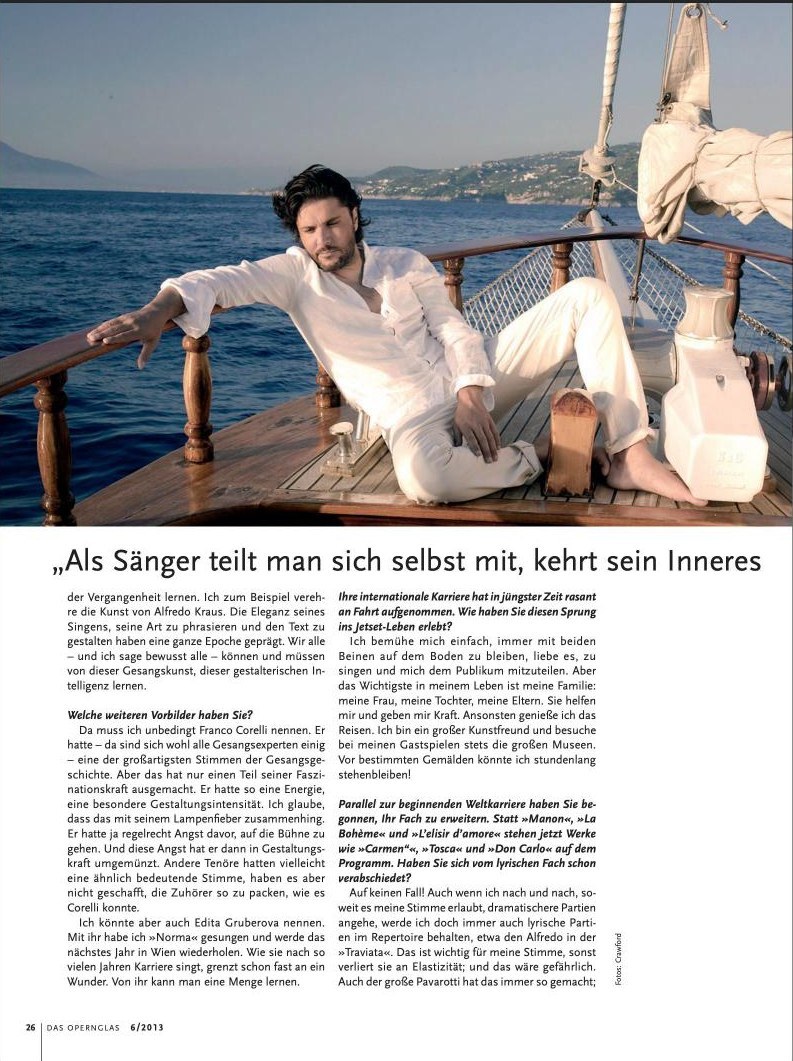 „Als Sänger teilt man sich selbst mit, kehrt sein Inneres
der Vergangenheit lernen. Ich zum Beispiel vereh-
re die Kunst von Alfredo Kraus. Die Eleganz seines
Singens, seine Art zu phrasieren und den Text zu
gestalten haben eine ganze Epoche geprägt. Wir alle
– und ich sage bewusst alle – können und müssen
von dieser Gesangskunst, dieser gestalterischen In-
telligenz lernen.
Welche weiteren Vorbilder haben Sie?
Da muss ich unbedingt Franco Corelli nennen. Er
hatte – da sind sich wohl alle Gesangsexperten einig
– eine der großartigsten Stimmen der Gesangsge-
schichte. Aber das hat nur einen Teil seiner Faszi-
nationskraft ausgemacht. Er hatte so eine Energie,
eine besondere Gestaltungsintensität. Ich glaube,
dass das mit seinem Lampenfieber zusammenhing.
Er hatte ja regelrecht Angst davor, auf die Bühne zu
gehen. Und diese Angst hat er dann in Gestaltungs-
kraft umgemünzt. Andere Tenöre hatten vielleicht
eine ähnlich bedeutende Stimme, haben es aber
nicht geschafft, die Zuhörer so zu packen, wie es
Corelli konnte.
Ich könnte aber auch Edita Gruberova nennen.
Mit ihr habe ich »Norma« gesungen und werde das
nächstes Jahr in Wien wiederholen. Wie sie nach so
vielen Jahren Karriere singt, grenzt schon fast an ein
Wunder. Von ihr kann man eine Menge lernen.
Ihre internationale Karriere hat in jüngster Zeit rasant
an Fahrt aufgenommen. Wie haben Sie diesen Sprung
ins Jetset-Leben erlebt?
Ich bemühe mich einfach, immer mit beiden
Beinen auf dem Boden zu bleiben, liebe es, zu
singen und mich dem Publikum mitzuteilen. Aber
das Wichtigste in meinem Leben ist meine Familie:
meine Frau, meine Tochter, meine Eltern. Sie helfen
mir und geben mir Kraft. Ansonsten genieße ich das
Reisen. Ich bin ein großer Kunstfreund und besuche
bei meinen Gastspielen stets die großen Museen.
Vor bestimmten Gemälden könnte ich stundenlang
stehenbleiben!
Parallel zur beginnenden Weltkarriere haben Sie be-
gonnen, Ihr Fach zu erweitern. Statt »Manon«, »La
Bohème« und »L'elisir d'amore« stehen jetzt Werke
wie »Carmen“«, »Tosca« und »Don Carlo« auf dem
Programm. Haben Sie sich vom lyrischen Fach schon
verabschiedet?
Auf keinen Fall! Auch wenn ich nach und nach, so-
weit es meine Stimme erlaubt, dramatischere Partien
angehe, werde ich doch immer auch lyrische Parti-
en im Repertoire behalten, etwa den Alfredo in der
»Traviata«. Das ist wichtig für meine Stimme, sonst
verliert sie an Elastizität; und das wäre gefährlich.
Auch der große Pavarotti hat das immer so gemacht;
Fotos: Crawford
26 DAS OPERNGLAS 6/2013